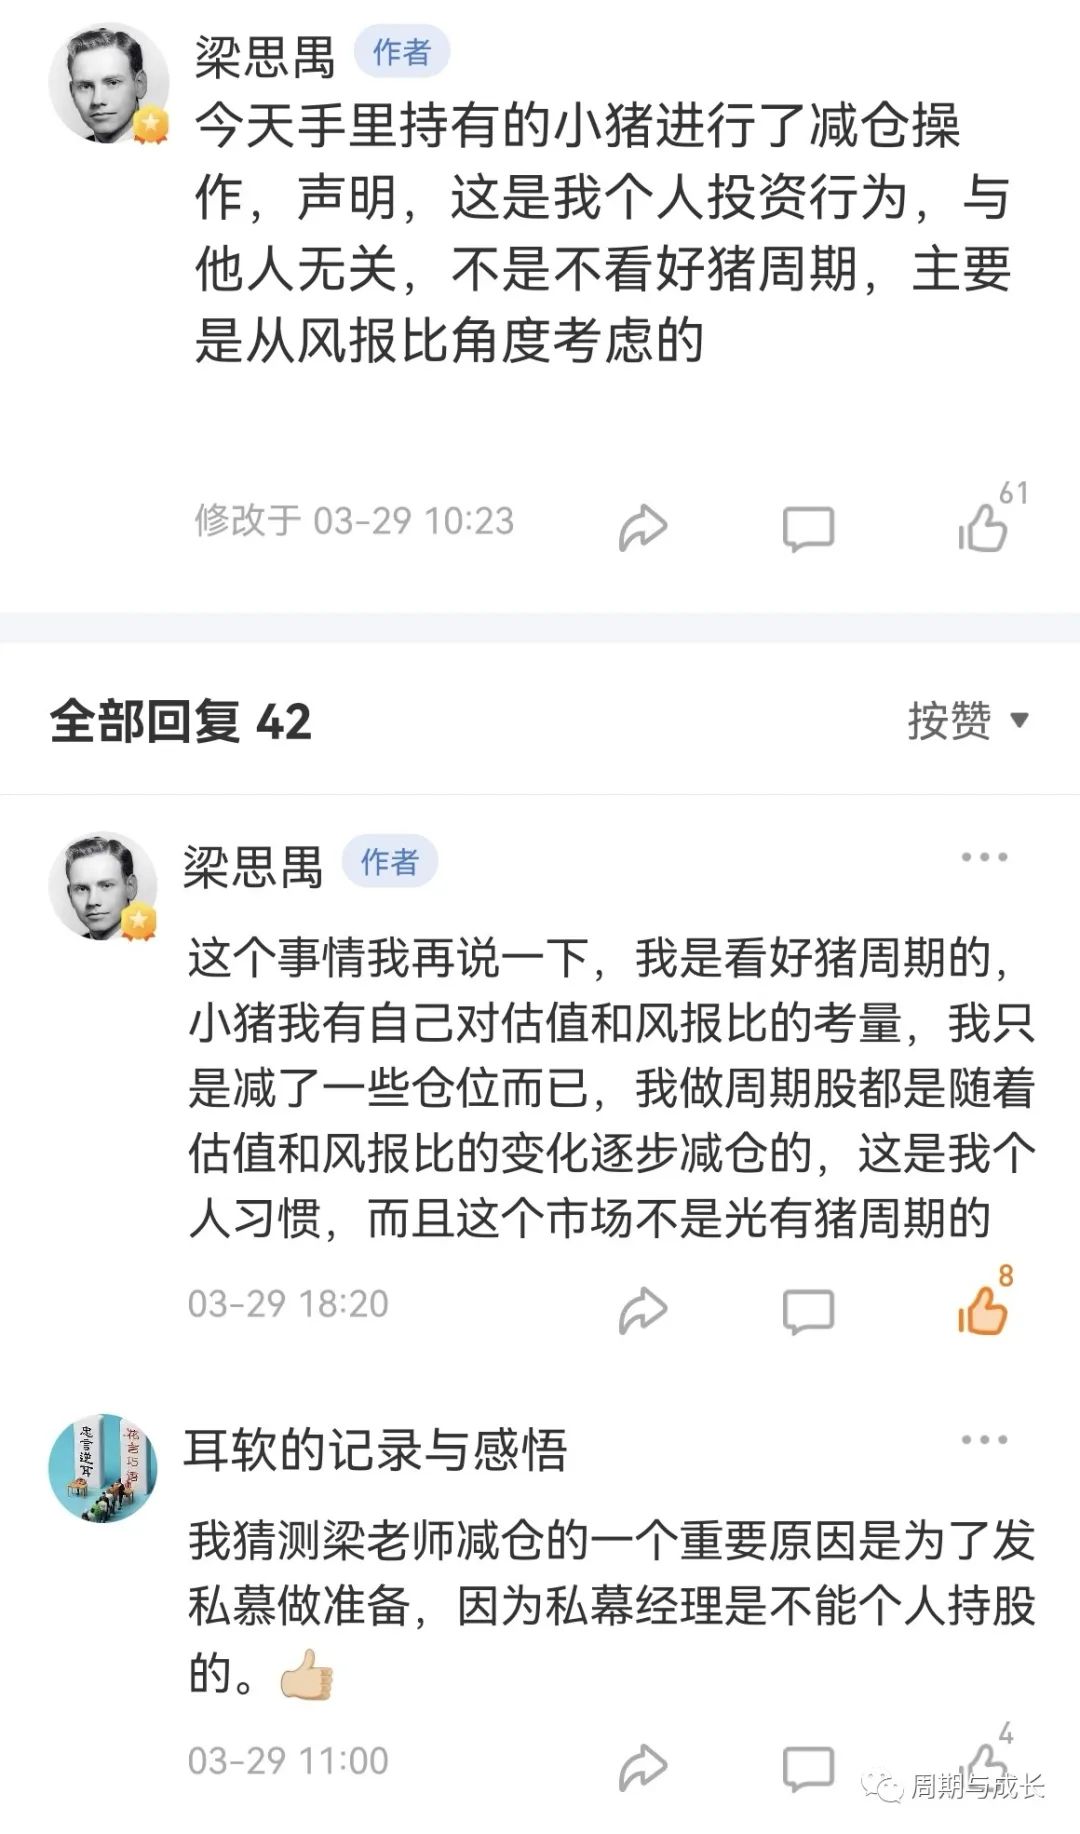 梁思禺 作者
今天手里持有的小猪进行了减仓操
作，声明，这是我个人投资行为，与
他人无关，不是不看好猪周期，主要
是从风报比角度考虑的
修改于 03-29 10:23
61
全部回复 42
按赞
梁思禺 作者
这个事情我再说一下，我是看好猪周期的，
小猪我有自己对估值和风报比的考量，我只
是减了一些仓位而已，我做周期股都是随着
估值和风报比的变化逐步减仓的，这是我个
人习惯，而且这个市场不是光有猪周期的
03-29 18:20
8
忠言逆耳
花言巧语
耳软的记录与感悟
我猜测梁老师减仓的一个重要原因是为了发
私慕做准备，因为私幕经理是不能个人持股
的。
03-29 11:00
4
周期与成长